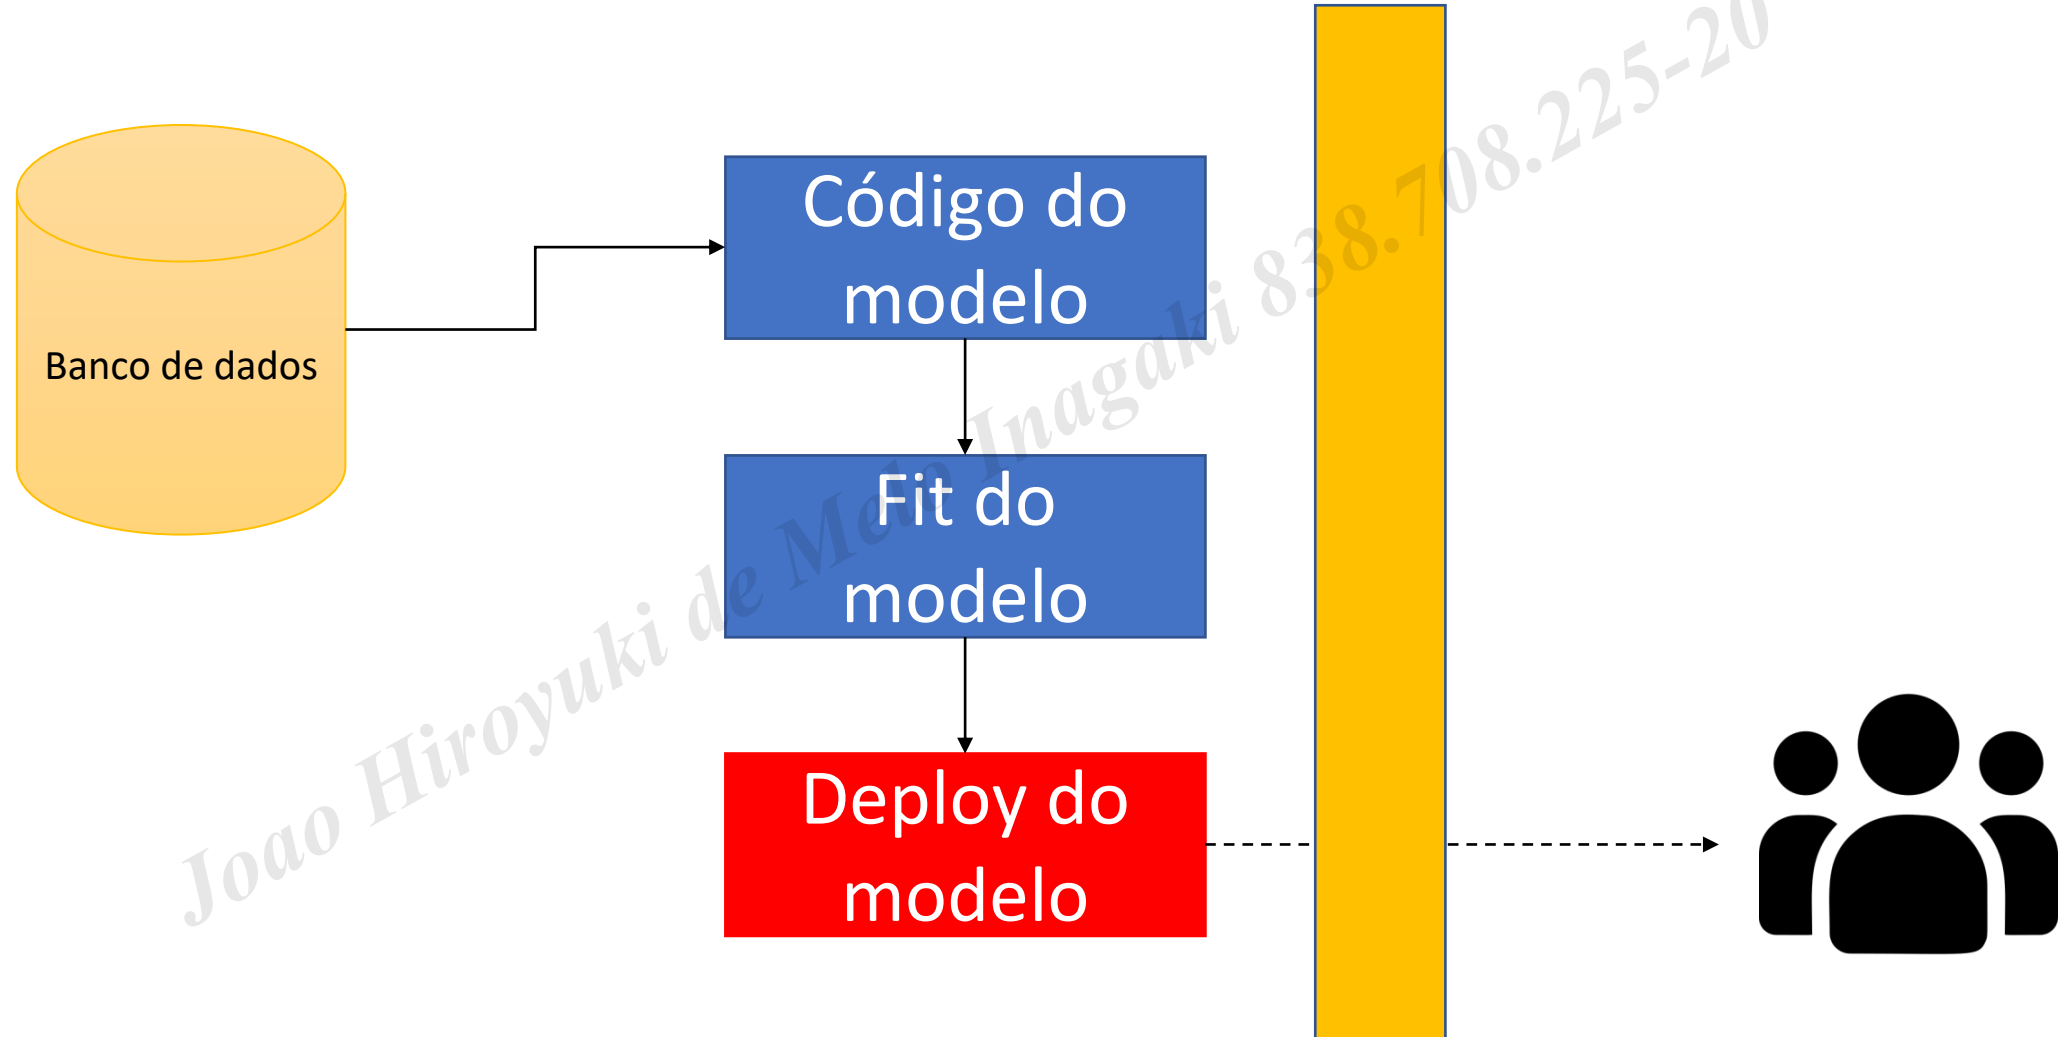 Código do
modelo
Banco de dados
Fit do
modelo
Deploy do
modelo
Joao Hiroyuki de Melo Inagaki 838.708.225-20